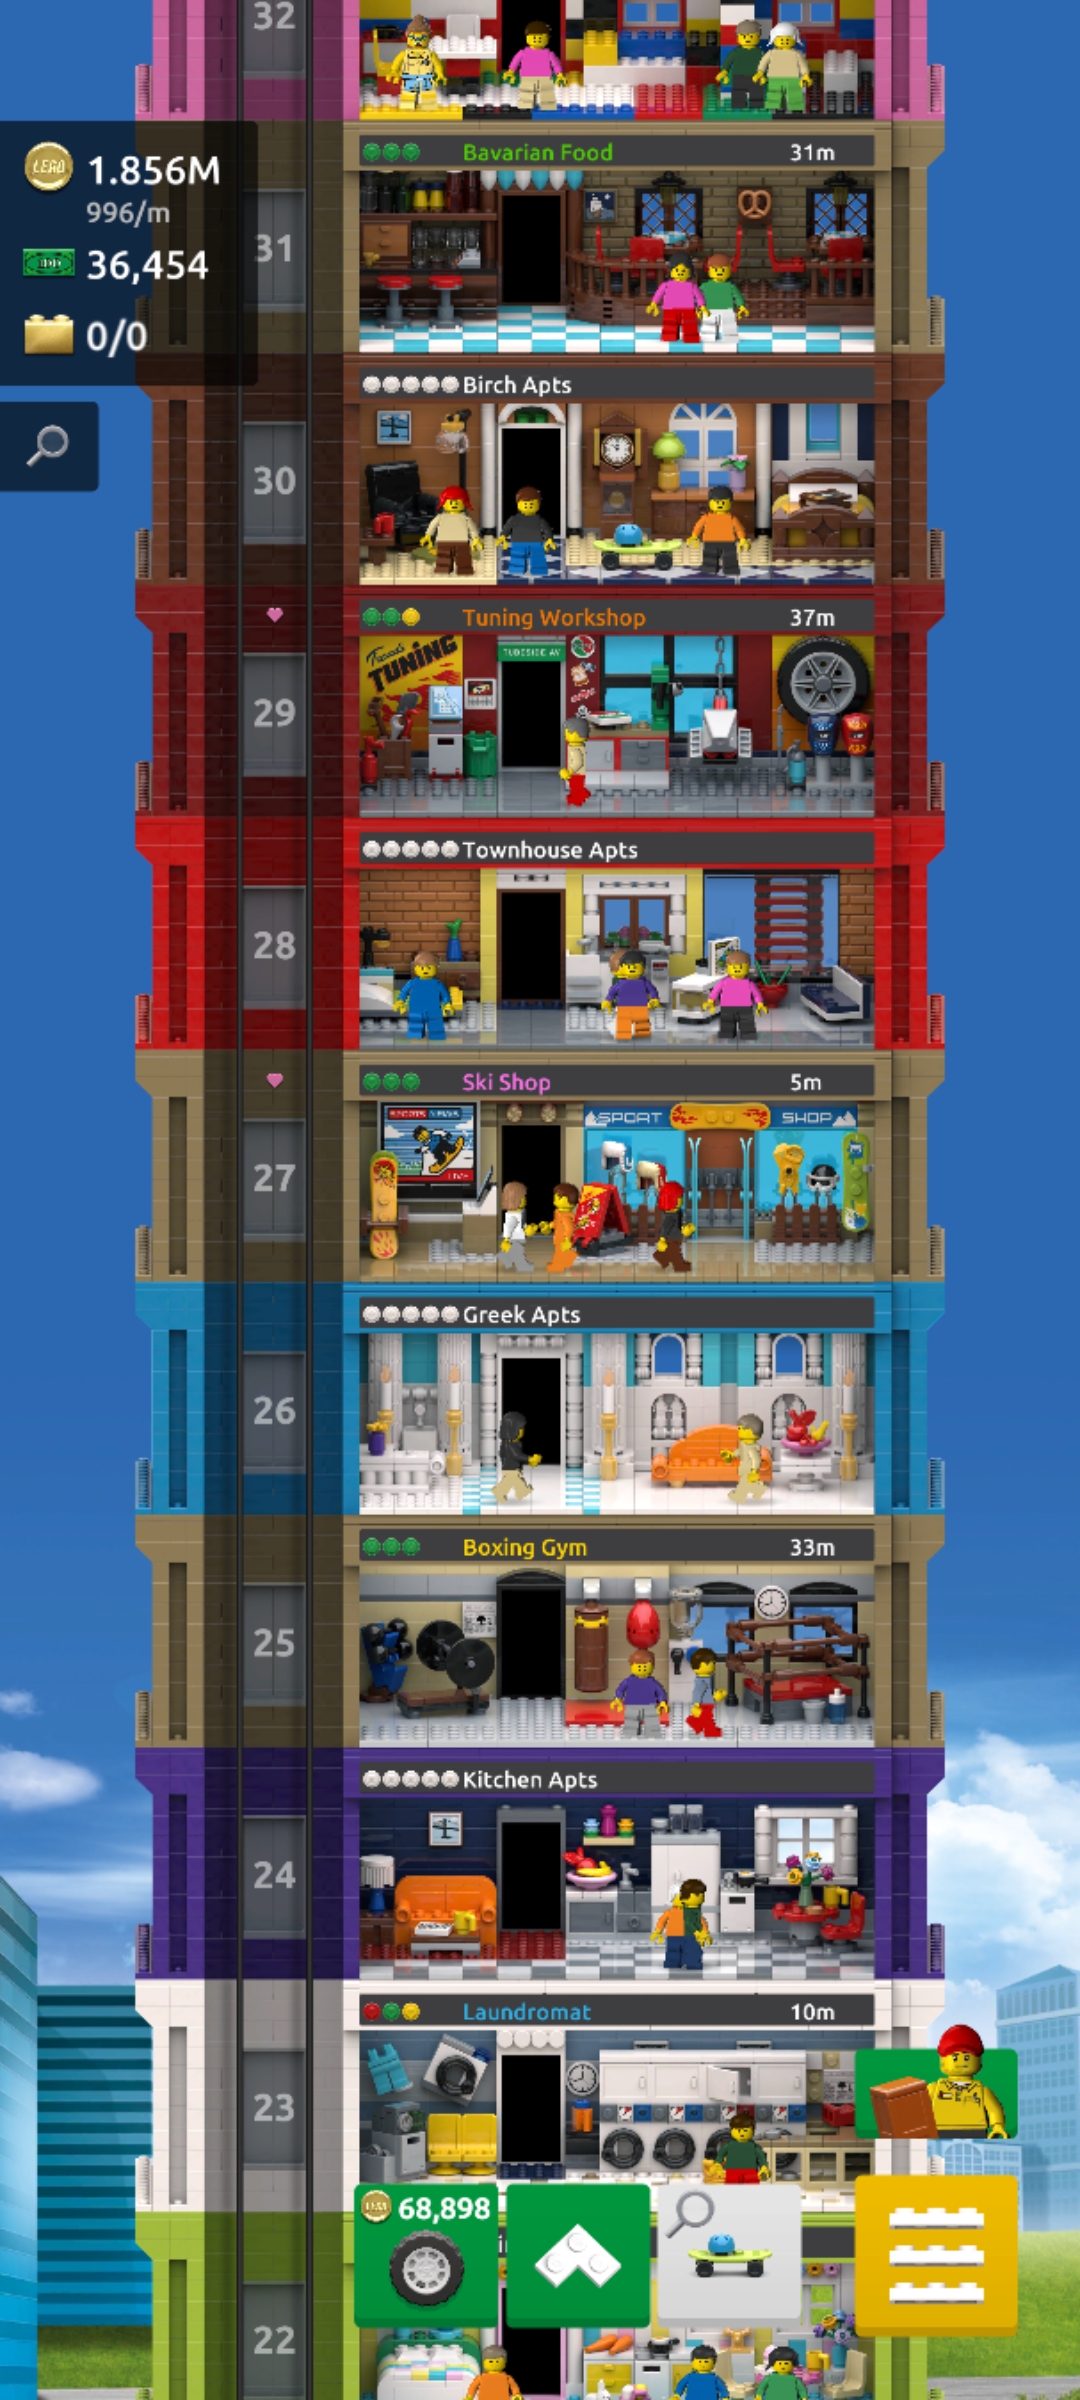 32
LEGO
1.856M
996/m
36,454
0/0
Bavarian Food 31m
31
Birch Apts
30
Tuning Workshop 37m
TUNING
29
Townhouse Apts
28
Ski Shop 5m
SPORT SHOP
27
Greek Apts
26
Boxing Gym 33m
25
Kitchen Apts
24
Laundromat 10m
23
68,898
22